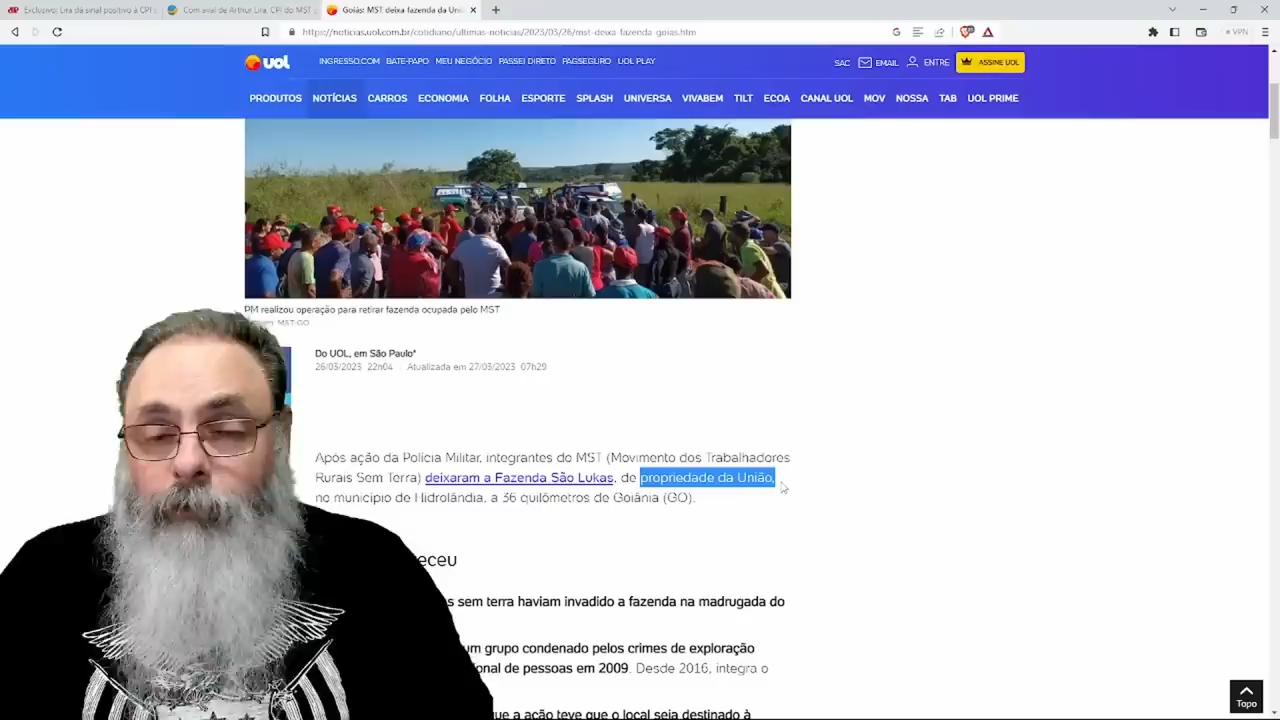 Exclusivo: Lira dá sinal positivo à CPI
Com aval de Arthur Lira, CPI do MST
Goiás: MST deixa fazenda da Uni
https://noticias.uol.com.br/cotidiano/ultimas-noticias/2023/03/26/mst-deixa-fazenda-goias.htm
VPN
UOL
INGRESSO.COM BATE-PAPO MEU NEGÓCIO PASSEI DIRETO PAGSEGURO UOL PLAY
SAC EMAIL ENTRE ASSINE UOL
PRODUTOS NOTÍCIAS CARROS ECONOMIA FOLHA ESPORTE SPLASH UNIVERSA VIVABEM TILT ECOA CANAL UOL MOV NOSSA TAB UOL PRIME
PM realizou operação para retirar fazenda ocupada pelo MST
MST-GO
Do UOL, em São Paulo*
26/03/2023 22h04 Atualizada em 27/03/2023 07h29
Após ação da Polícia Militar, integrantes do MST (Movimento dos Trabalhadores
Rurais Sem Terra) deixaram a Fazenda São Lukas, de propriedade da União,
no município de Hidrolândia, a 36 quilômetros de Goiânia (GO).
eceu
s sem terra haviam invadido a fazenda na madrugada do
um grupo condenado pelos crimes de exploração
ional de pessoas em 2009. Desde 2016, integra o
que a ação teve que o local seja destinado à
Topo